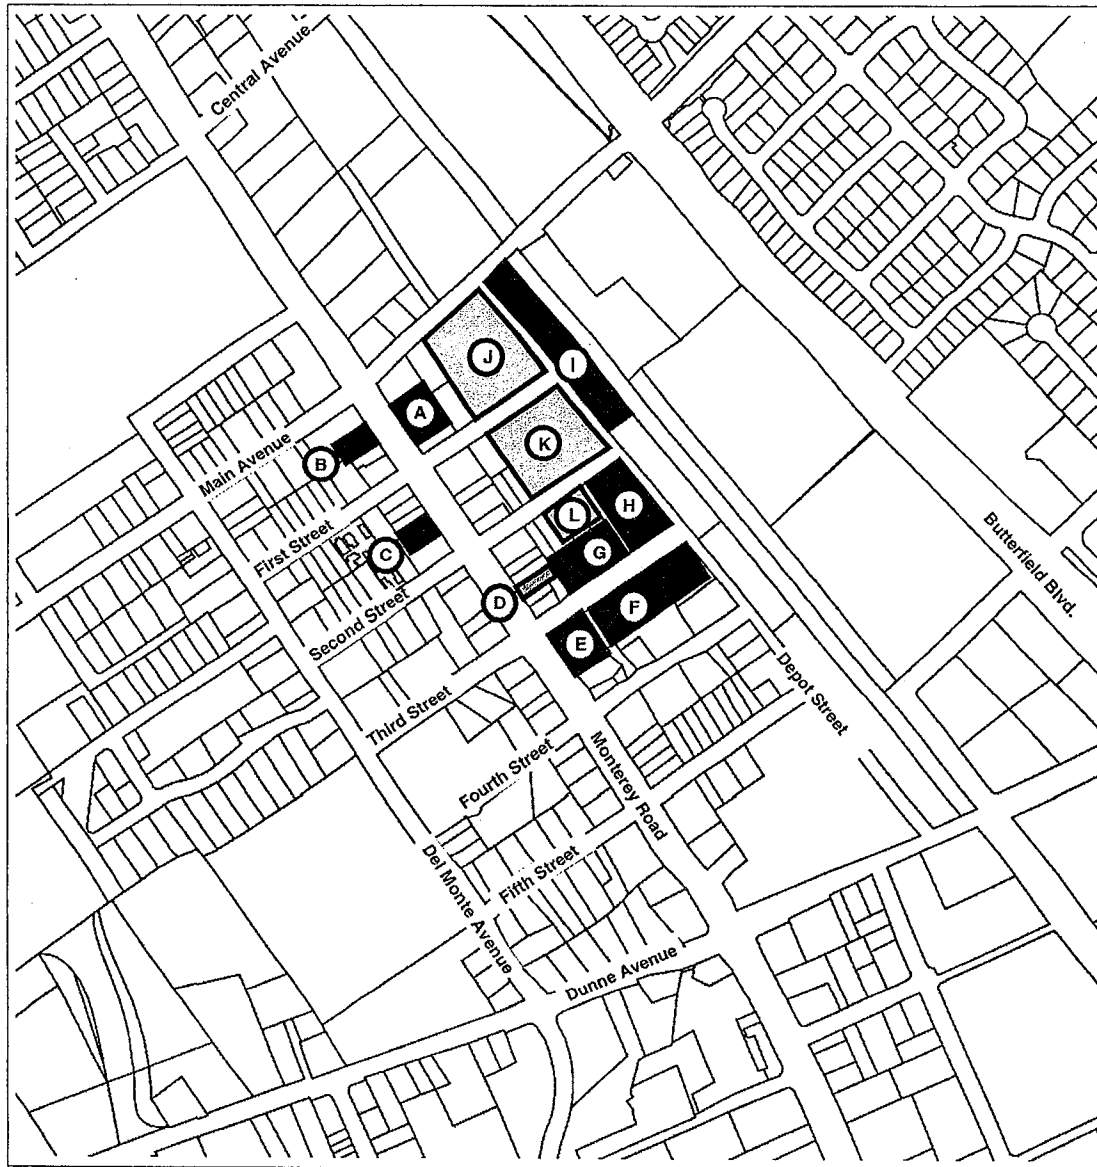 Central Avenue
J
I
A
Main Avenue
B
K
First Street
C
L
H
Butterfield Blvd.
G
Second Street
D
F
E
Third Street
Depot Street
Fourth Street
Monterey Road
Fifth Street
Del Monte Avenue
Dunne Avenue